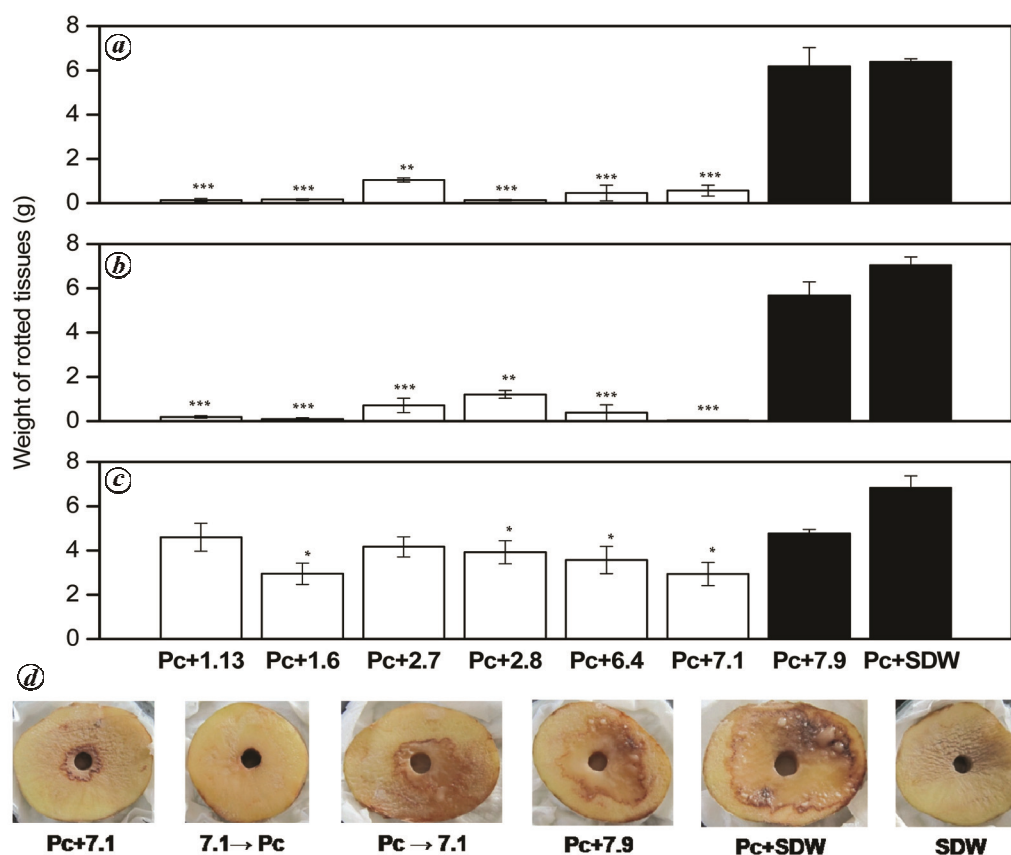 Weight of rotted tissues (g)
8
a
6
4
2
0
*** *** ** *** *** ***
8
b
6
4
2
0
*** *** *** ** *** ***
8
c
6
4
2
0
* * * *
Pc+1.13 Pc+1.6 Pc+2.7 Pc+2.8 Pc+6.4 Pc+7.1 Pc+7.9 Pc+SDW
d
Pc+7.1 7.1→ Pc Pc → 7.1 Pc+7.9 Pc+SDW SDW